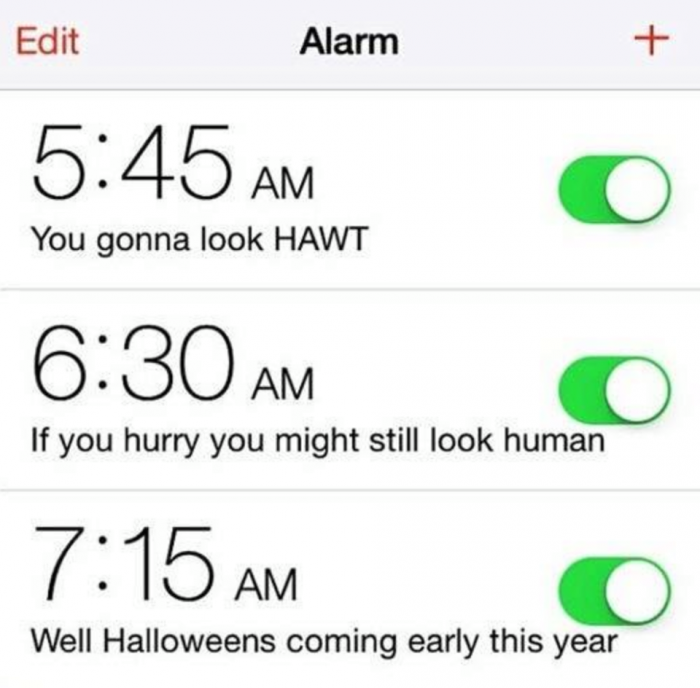 Edit Alarm +
5:45 AM
You gonna look HAWT
6:30 AM
If you hurry you might still look human
7:15 AM
Well Halloweens coming early this year